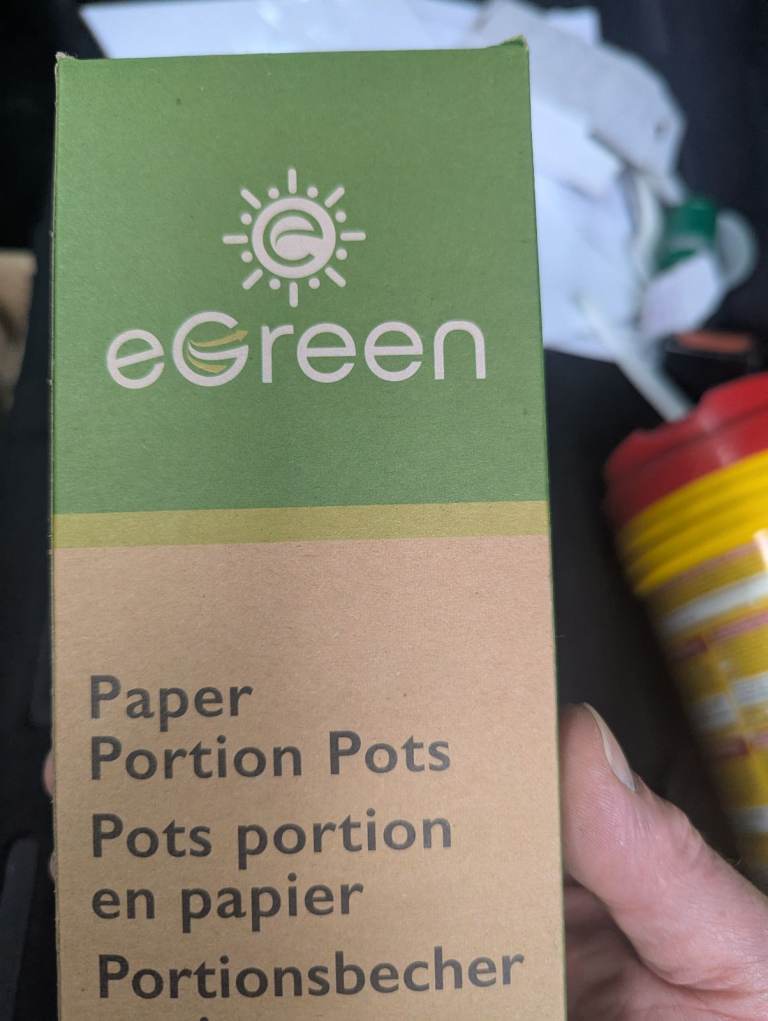 eGreen
Paper
Portion Pots
Pots portion
en papier
Portionsbecher